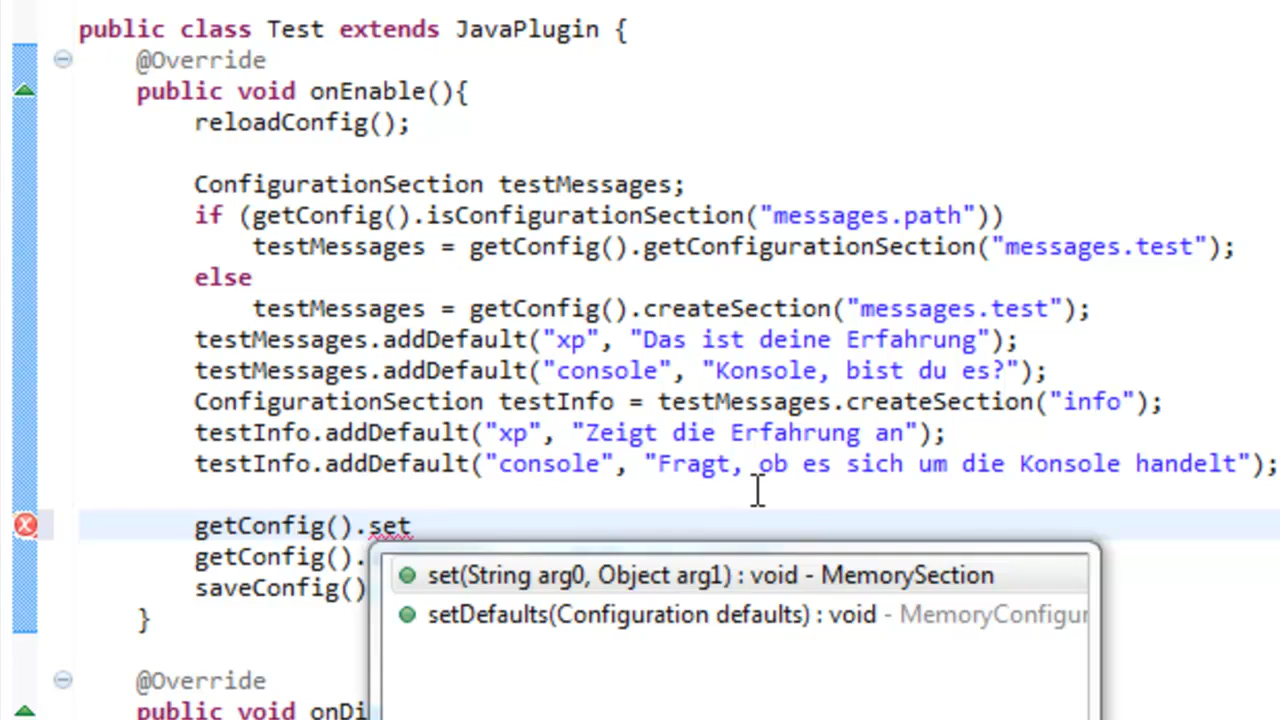 public class Test extends JavaPlugin {
@Override
public void onEnable(){
reloadConfig();
ConfigurationSection testMessages;
if (getConfig().isConfigurationSection("messages.path"))
testMessages = getConfig().getConfigurationSection("messages.test");
else
testMessages = getConfig().createSection("messages.test");
testMessages.addDefault("xp", "Das ist deine Erfahrung");
testMessages.addDefault("console", "Konsole, bist du es?");
ConfigurationSection testInfo = testMessages.createSection("info");
testInfo.addDefault("xp", "Zeigt die Erfahrung an");
testInfo.addDefault("console", "Fragt, ob es sich um die Konsole handelt");
getConfig().set
getConfig().
saveConfig()
set(String arg0, Object arg1) : void - MemorySection
setDefaults(Configuration defaults) : void - MemoryConfigur
}
@Override
public void onDi